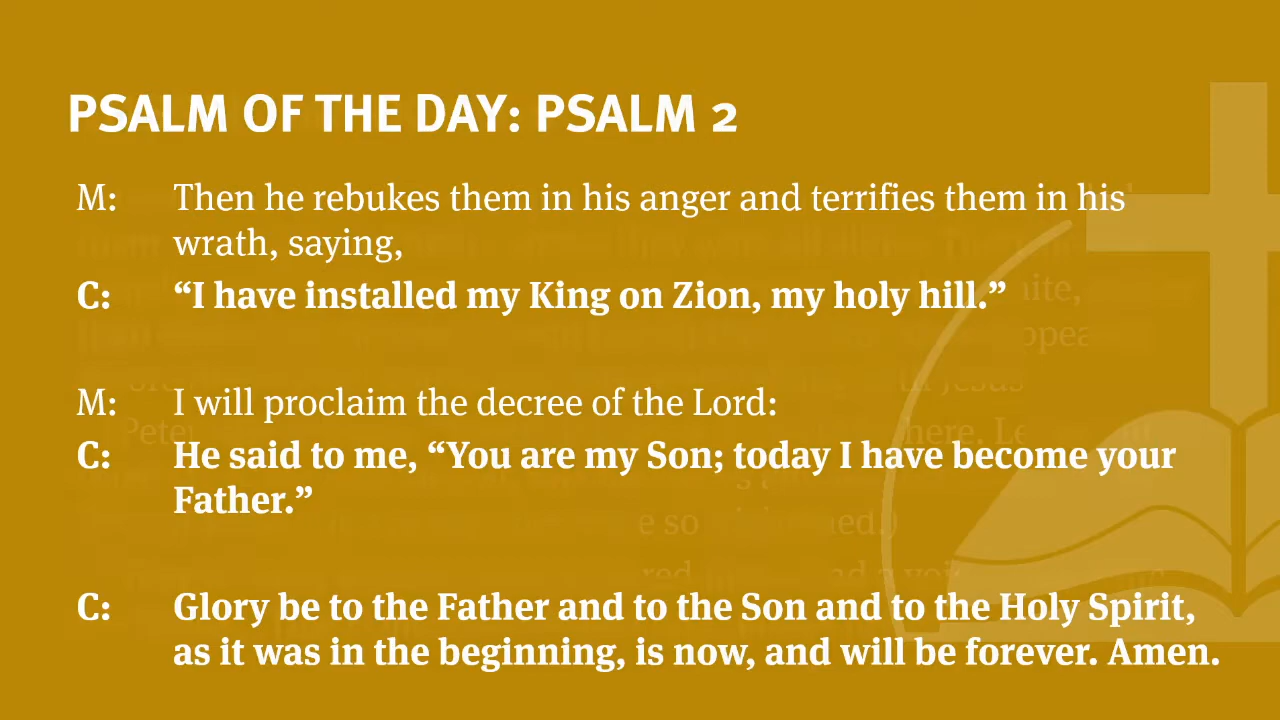 PSALM OF THE DAY: PSALM 2
M: Then he rebukes them in his anger and terrifies them in his
wrath, saying,
C: “I have installed my King on Zion, my holy hill.”
M: I will proclaim the decree of the Lord:
C: He said to me, “You are my Son; today I have become your
Father.”
C: Glory be to the Father and to the Son and to the Holy Spirit,
as it was in the beginning, is now, and will be forever. Amen.